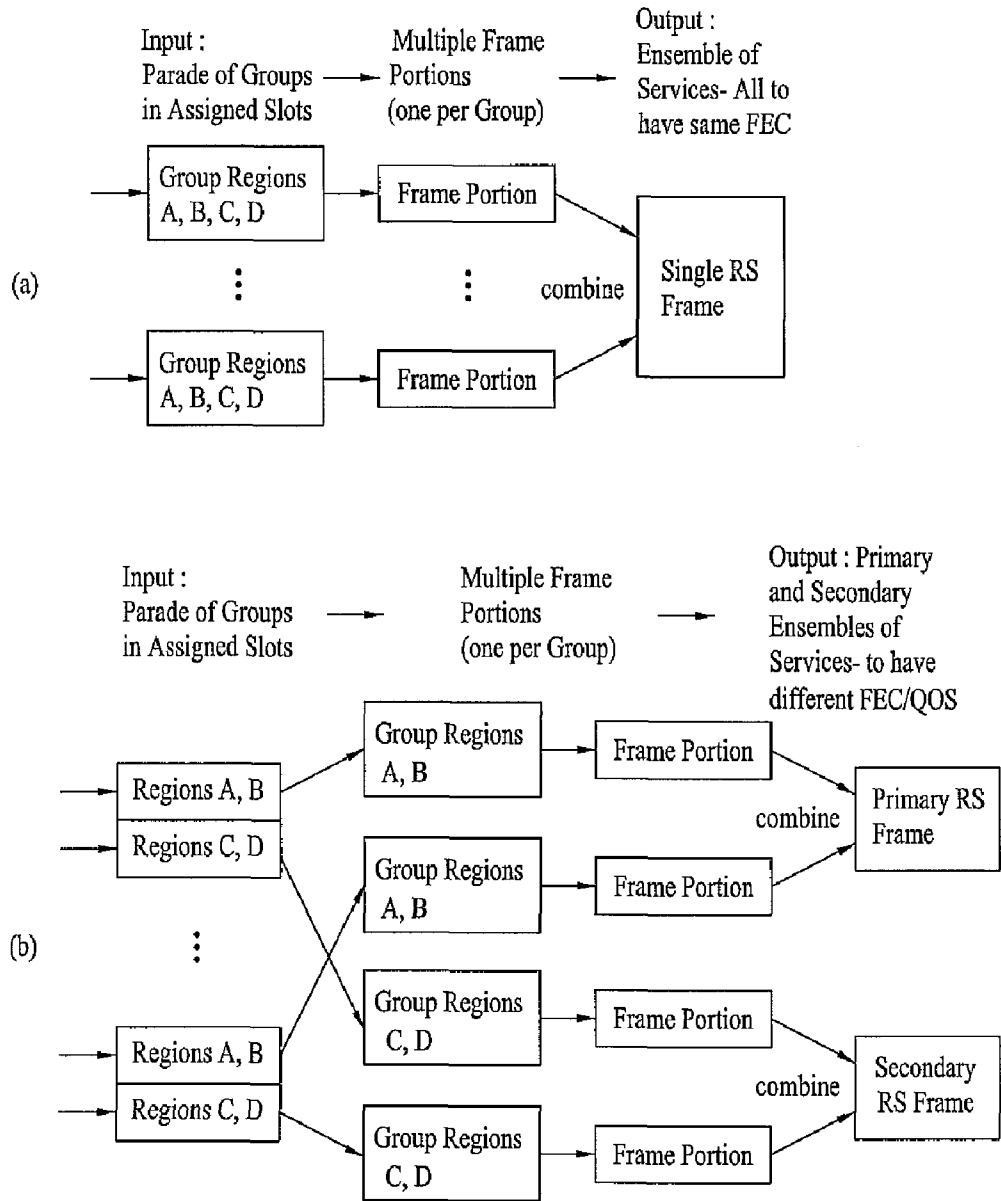 Input :
Parade of Groups
in Assigned Slots
Multiple Frame
Portions
(one per Group)
Output :
Ensemble of
Services- All to
have same FEC
(a)
Group Regions
A, B, C, D
Frame Portion
combine
Single RS
Frame
Group Regions
A, B, C, D
Frame Portion
Input :
Parade of Groups
in Assigned Slots
Multiple Frame
Portions
(one per Group)
Output : Primary
and Secondary
Ensembles of
Services- to have
different FEC/QOS
(b)
Regions A, B
Regions C, D
Group Regions
A, B
Frame Portion
combine
Primary RS
Frame
Group Regions
A, B
Frame Portion
Regions A, B
Regions C, D
Group Regions
C, D
Frame Portion
combine
Secondary
RS Frame
Group Regions
C, D
Frame Portion